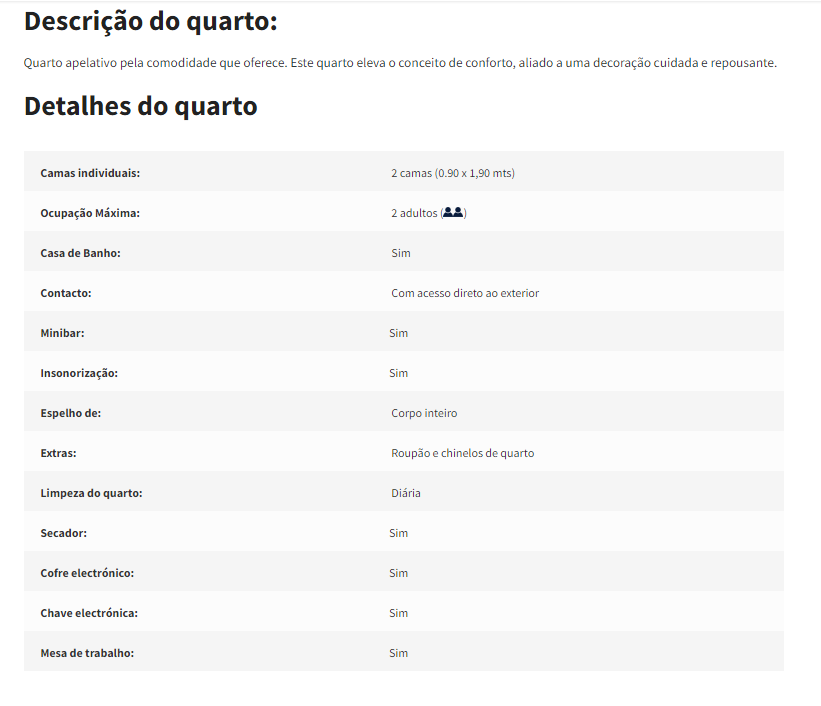 Descrição do quarto:
Quarto apelativo pela comodidade que oferece. Este quarto eleva o conceito de conforto, aliado a uma decoração cuidada e repousante.
Detalhes do quarto
Camas individuais: 2 camas (0.90 x 1,90 mts)
Ocupação Máxima: 2 adultos ()
Casa de Banho: Sim
Contacto: Com acesso direto ao exterior
Minibar: Sim
Insonorização: Sim
Espelho de: Corpo inteiro
Extras: Roupão e chinelos de quarto
Limpeza do quarto: Diária
Secador: Sim
Cofre electrónico: Sim
Chave electrónica: Sim
Mesa de trabalho: Sim